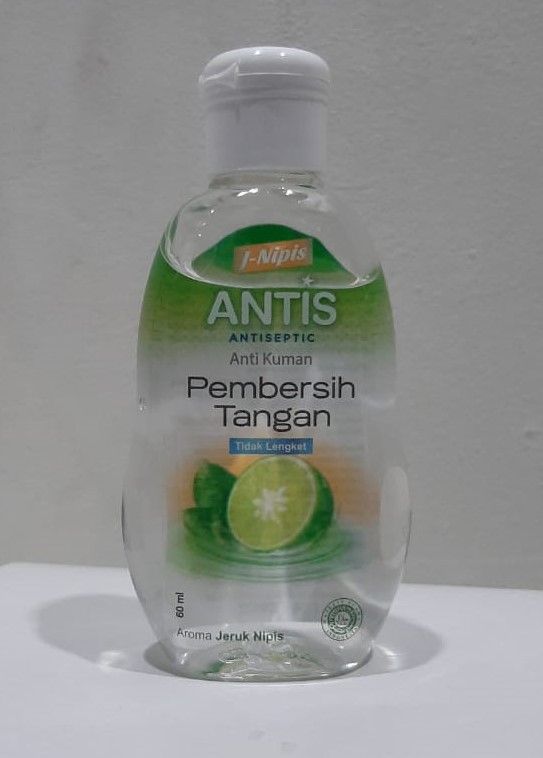 J-Nipis
ANTIS
ANTISEPTIC
Anti Kuman
Pembersih
Tangan
Tidak Lengket
60 ml
Aroma Jeruk Nipis